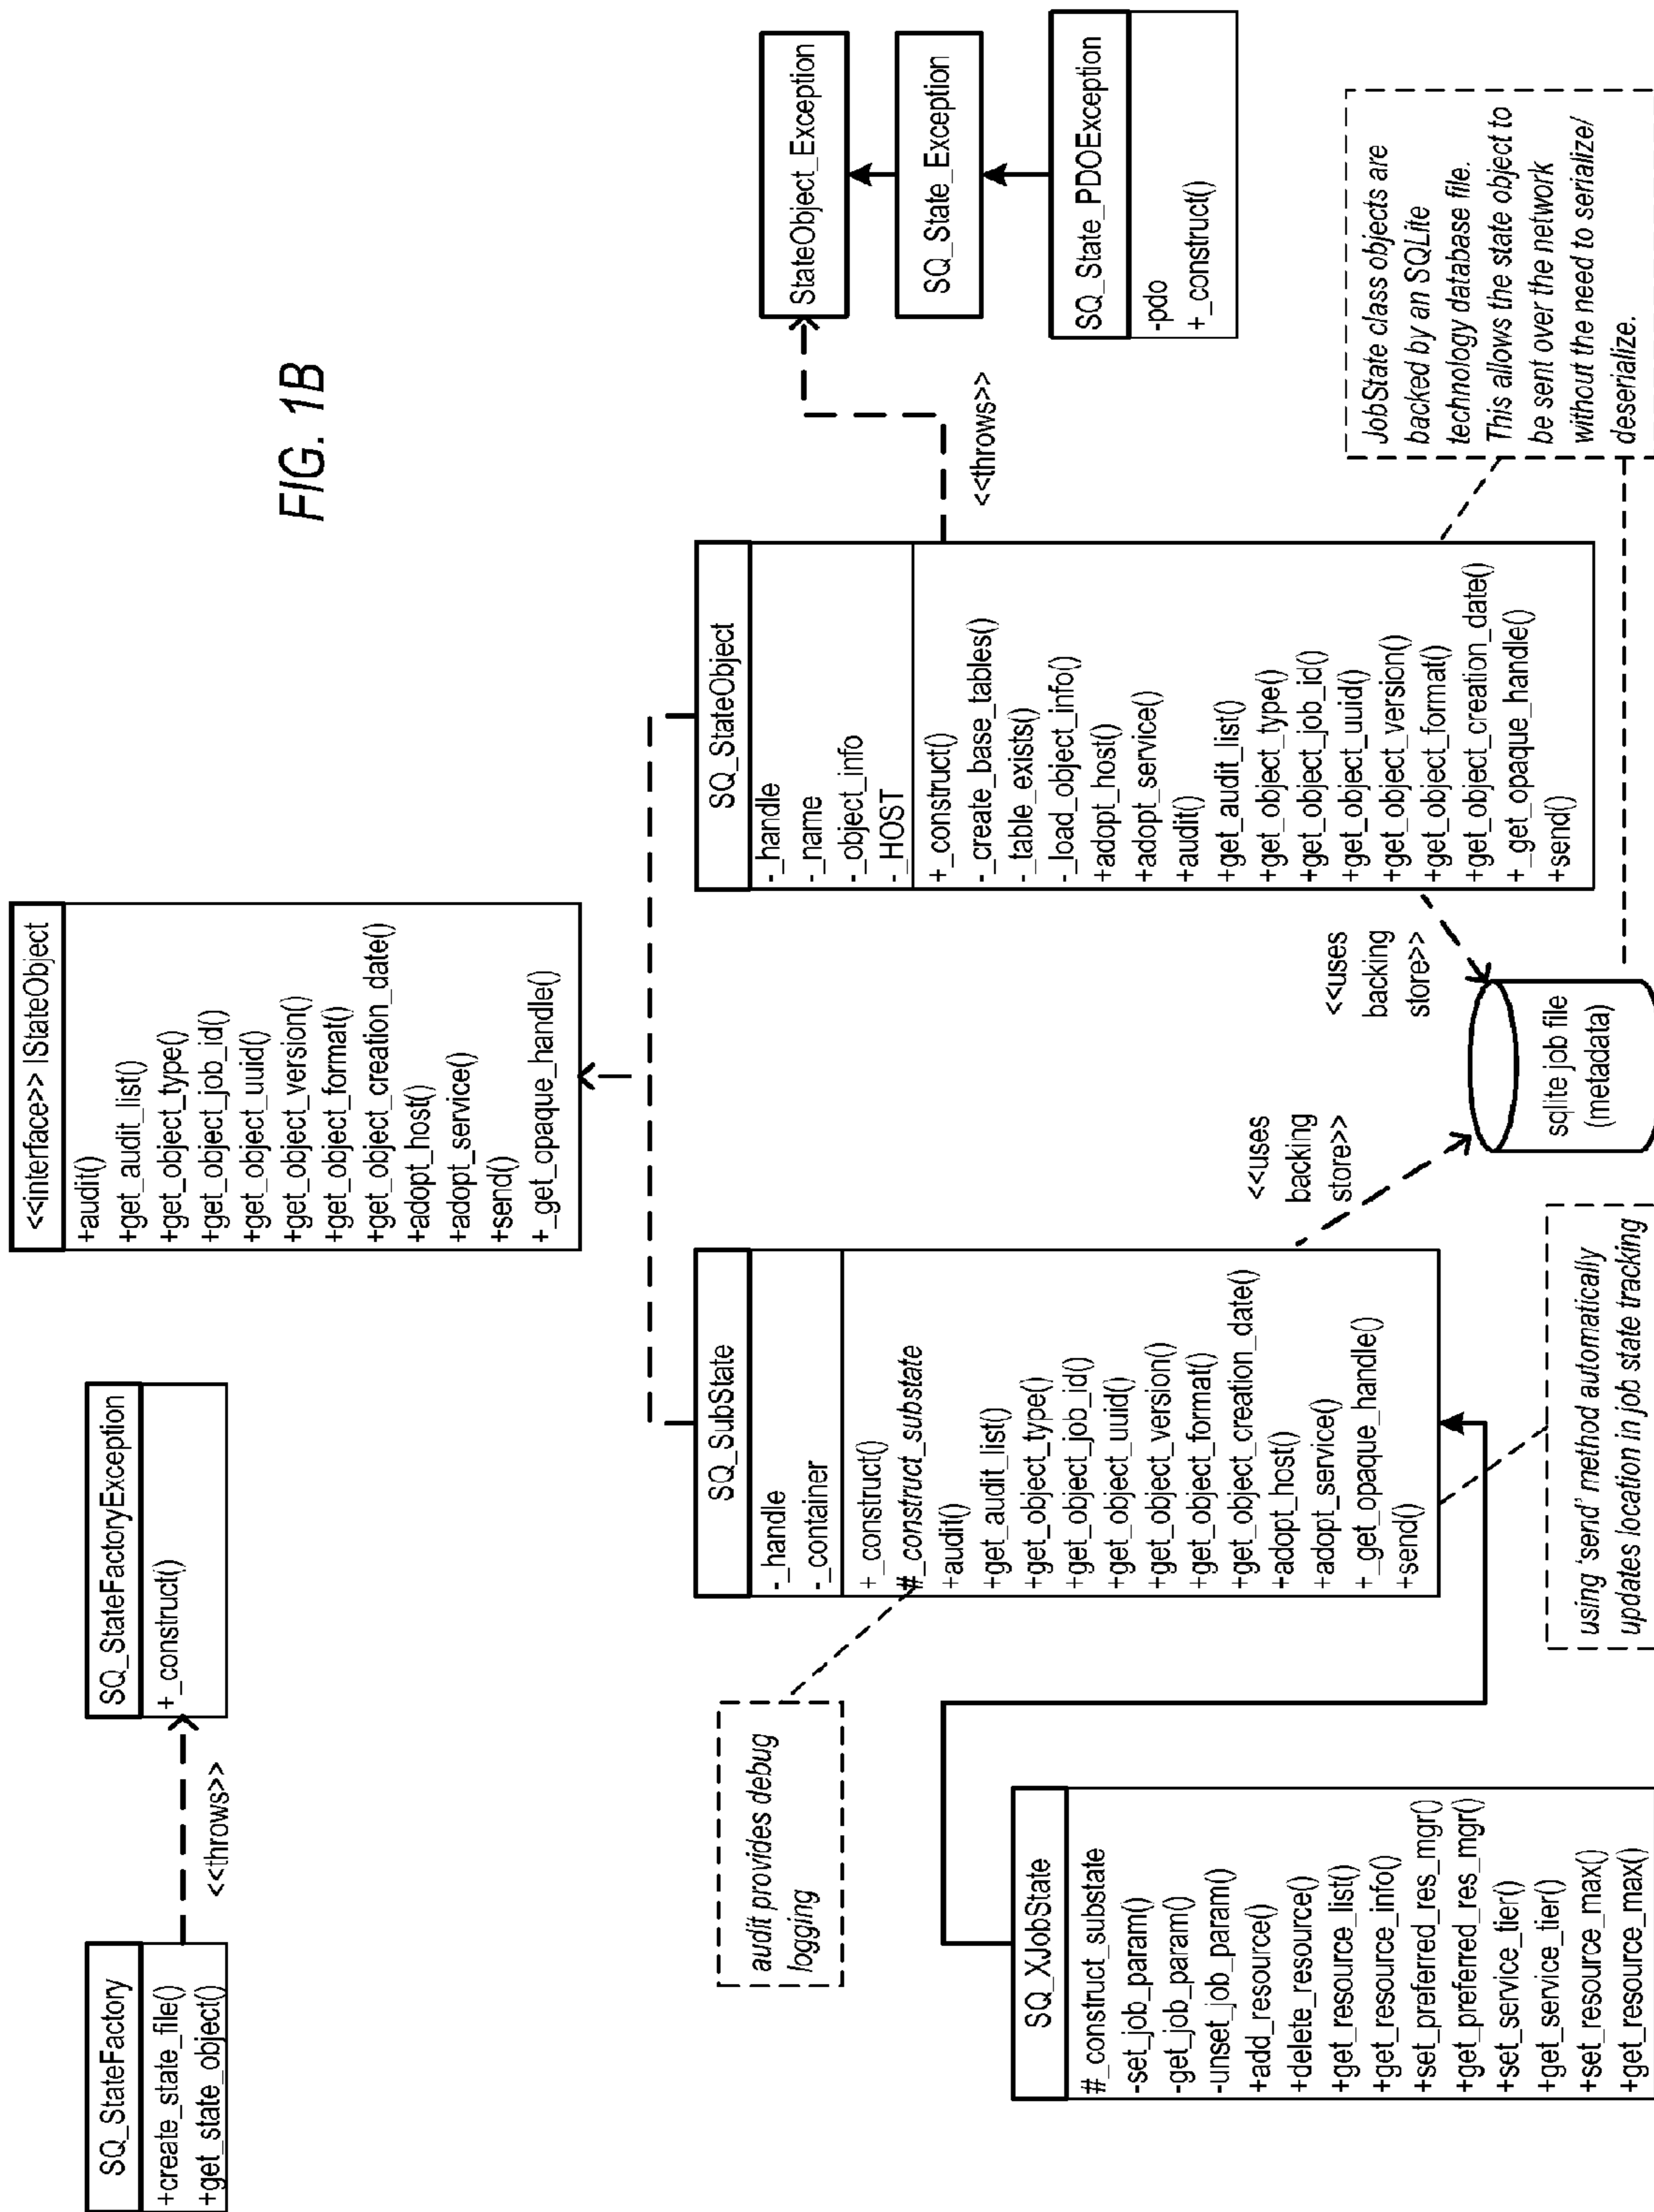 FIG. 1B
SQ_StateFactory
+create_state_file()
+get_state_object()
<<throws>>
SQ_StateFactoryException
+_construct()
<<interface>> IStateObject
+audit()
+get_audit_list()
+get_object_type()
+get_object_job_id()
+get_object_uuid()
+get_object_version()
+get_object_format()
+get_object_creation_date()
+adopt_host()
+adopt_service()
+send()
+_get_opaque_handle()
audit provides debug
logging
SQ_SubState
-_handle
-_container
+_construct()
#_construct_substate
+audit()
+get_audit_list()
+get_object_type()
+get_object_job_id()
+get_object_uuid()
+get_object_version()
+get_object_format()
+get_object_creation_date()
+adopt_host()
+adopt_service()
+_get_opaque_handle()
+send()
SQ_StateObject
-_handle
-_name
-_object_info
-_HOST
+_construct()
-_create_base_tables()
-_table_exists()
-_load_object_info()
+adopt_host()
+adopt_service()
+audit()
+get_audit_list()
+get_object_type()
+get_object_job_id()
+get_object_uuid()
+get_object_version()
+get_object_format()
+get_object_creation_date()
+_get_opaque_handle()
+send()
<<throws>>
StateObject_Exception
SQ_State_Exception
SQ_State_PDOException
-pdo
+_construct()
SQ_XJobState
#_construct_substate
-set_job_param()
-get_job_param()
-unset_job_param()
+add_resource()
+delete_resource()
+get_resource_list()
+get_resource_info()
+set_preferred_res_mgr()
+get_preferred_res_mgr()
+set_service_tier()
+get_service_tier()
+set_resource_max()
+get_resource_max()
using 'send' method automatically
updates location in job state tracking
<<uses
backing
store>>
<<uses
backing
store>>
sqlite job file
(metadata)
JobState class objects are
backed by an SQLite
technology database file.
This allows the state object to
be sent over the network
without the need to serialize/
deserialize.